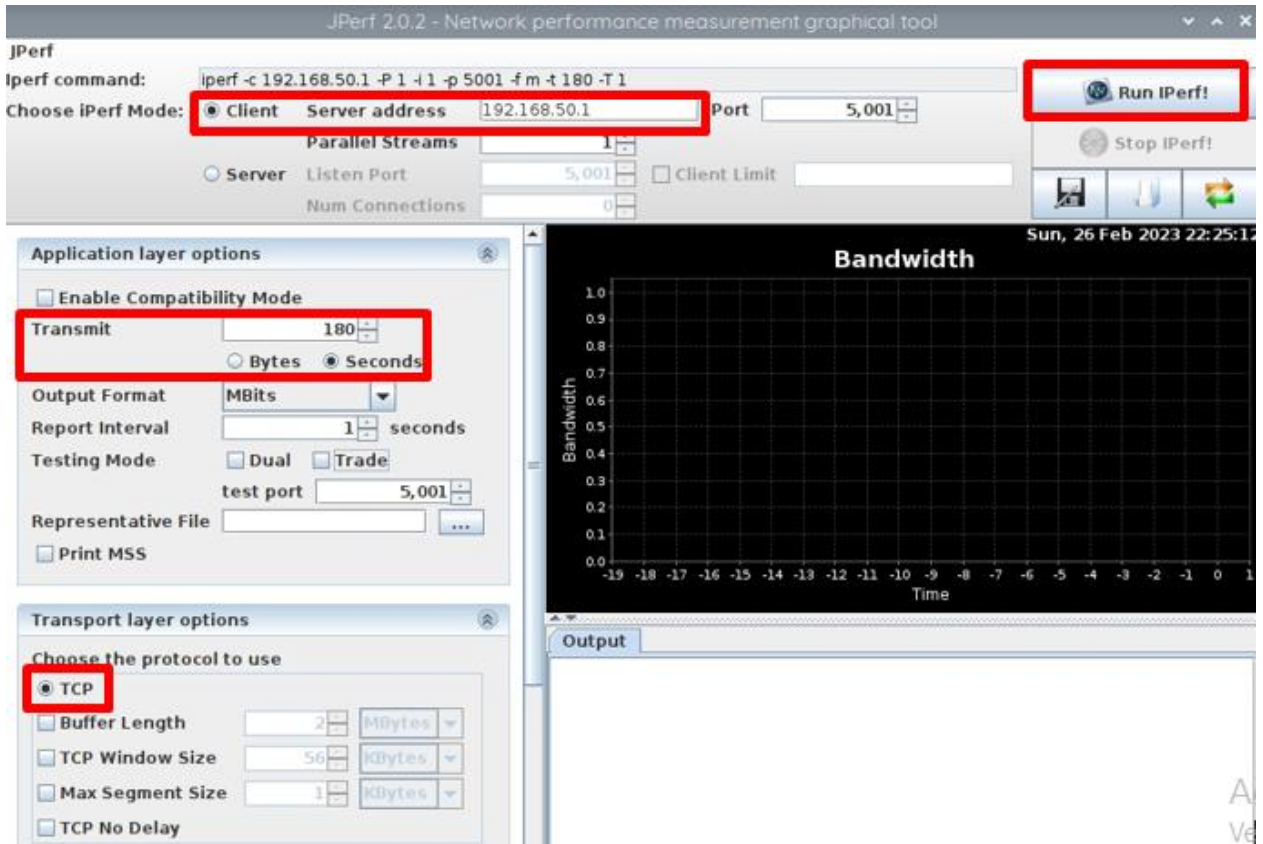 JPerf 2.0.2 - Network performance measurement graphical tool
JPerf
Iperf command: iperf -c 192.168.50.1 -P 1 -i 1 -p 5001 -f m -t 180 -T 1
Run IPerf!
Choose iPerf Mode: Client Server address 192.168.50.1 Port 5,001
Parallel Streams 1
Stop IPerf!
Server Listen Port 5,001 Client Limit
Num Connections 0
Application layer options
Enable Compatibility Mode
Transmit 180
Bytes Seconds
Output Format MBits
Report Interval 1 seconds
Testing Mode Dual Trade
test port 5,001
Representative File ...
Print MSS
Transport layer options
Choose the protocol to use
TCP
Buffer Length 2 MBytes
TCP Window Size 56 KBytes
Max Segment Size 1 KBytes
TCP No Delay
Sun, 26 Feb 2023 22:25:12
Bandwidth
1.0
0.9
0.8
0.7
0.6
0.5
0.4
0.3
0.2
0.1
0.0
Bandwidth
-19 -18 -17 -16 -15 -14 -13 -12 -11 -10 -9 -8 -7 -6 -5 -4 -3 -2 -1 0 1
Time
Output